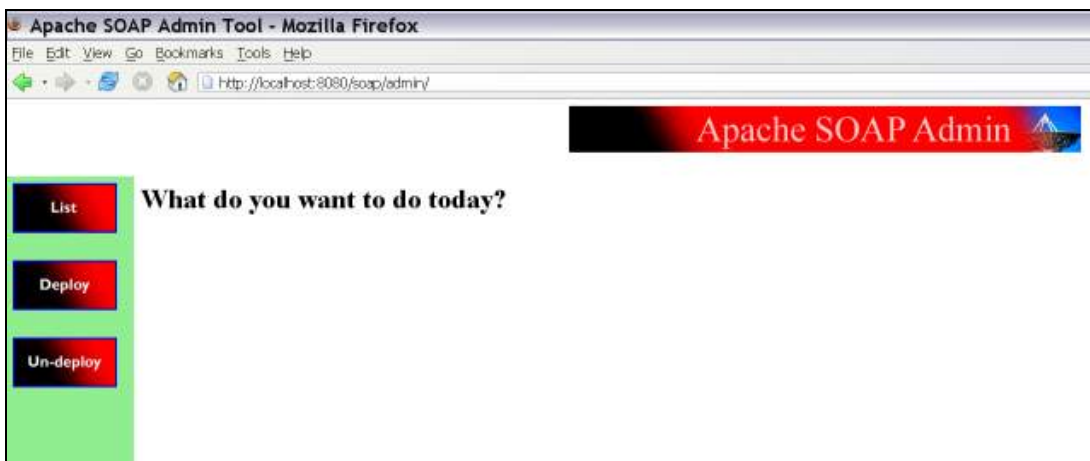 Apache SOAP Admin Tool - Mozilla Firefox
File Edit View Go Bookmarks Tools Help
http://localhost:8080/soap/admin/
Apache SOAP Admin
List
What do you want to do today?
Deploy
Un-deploy